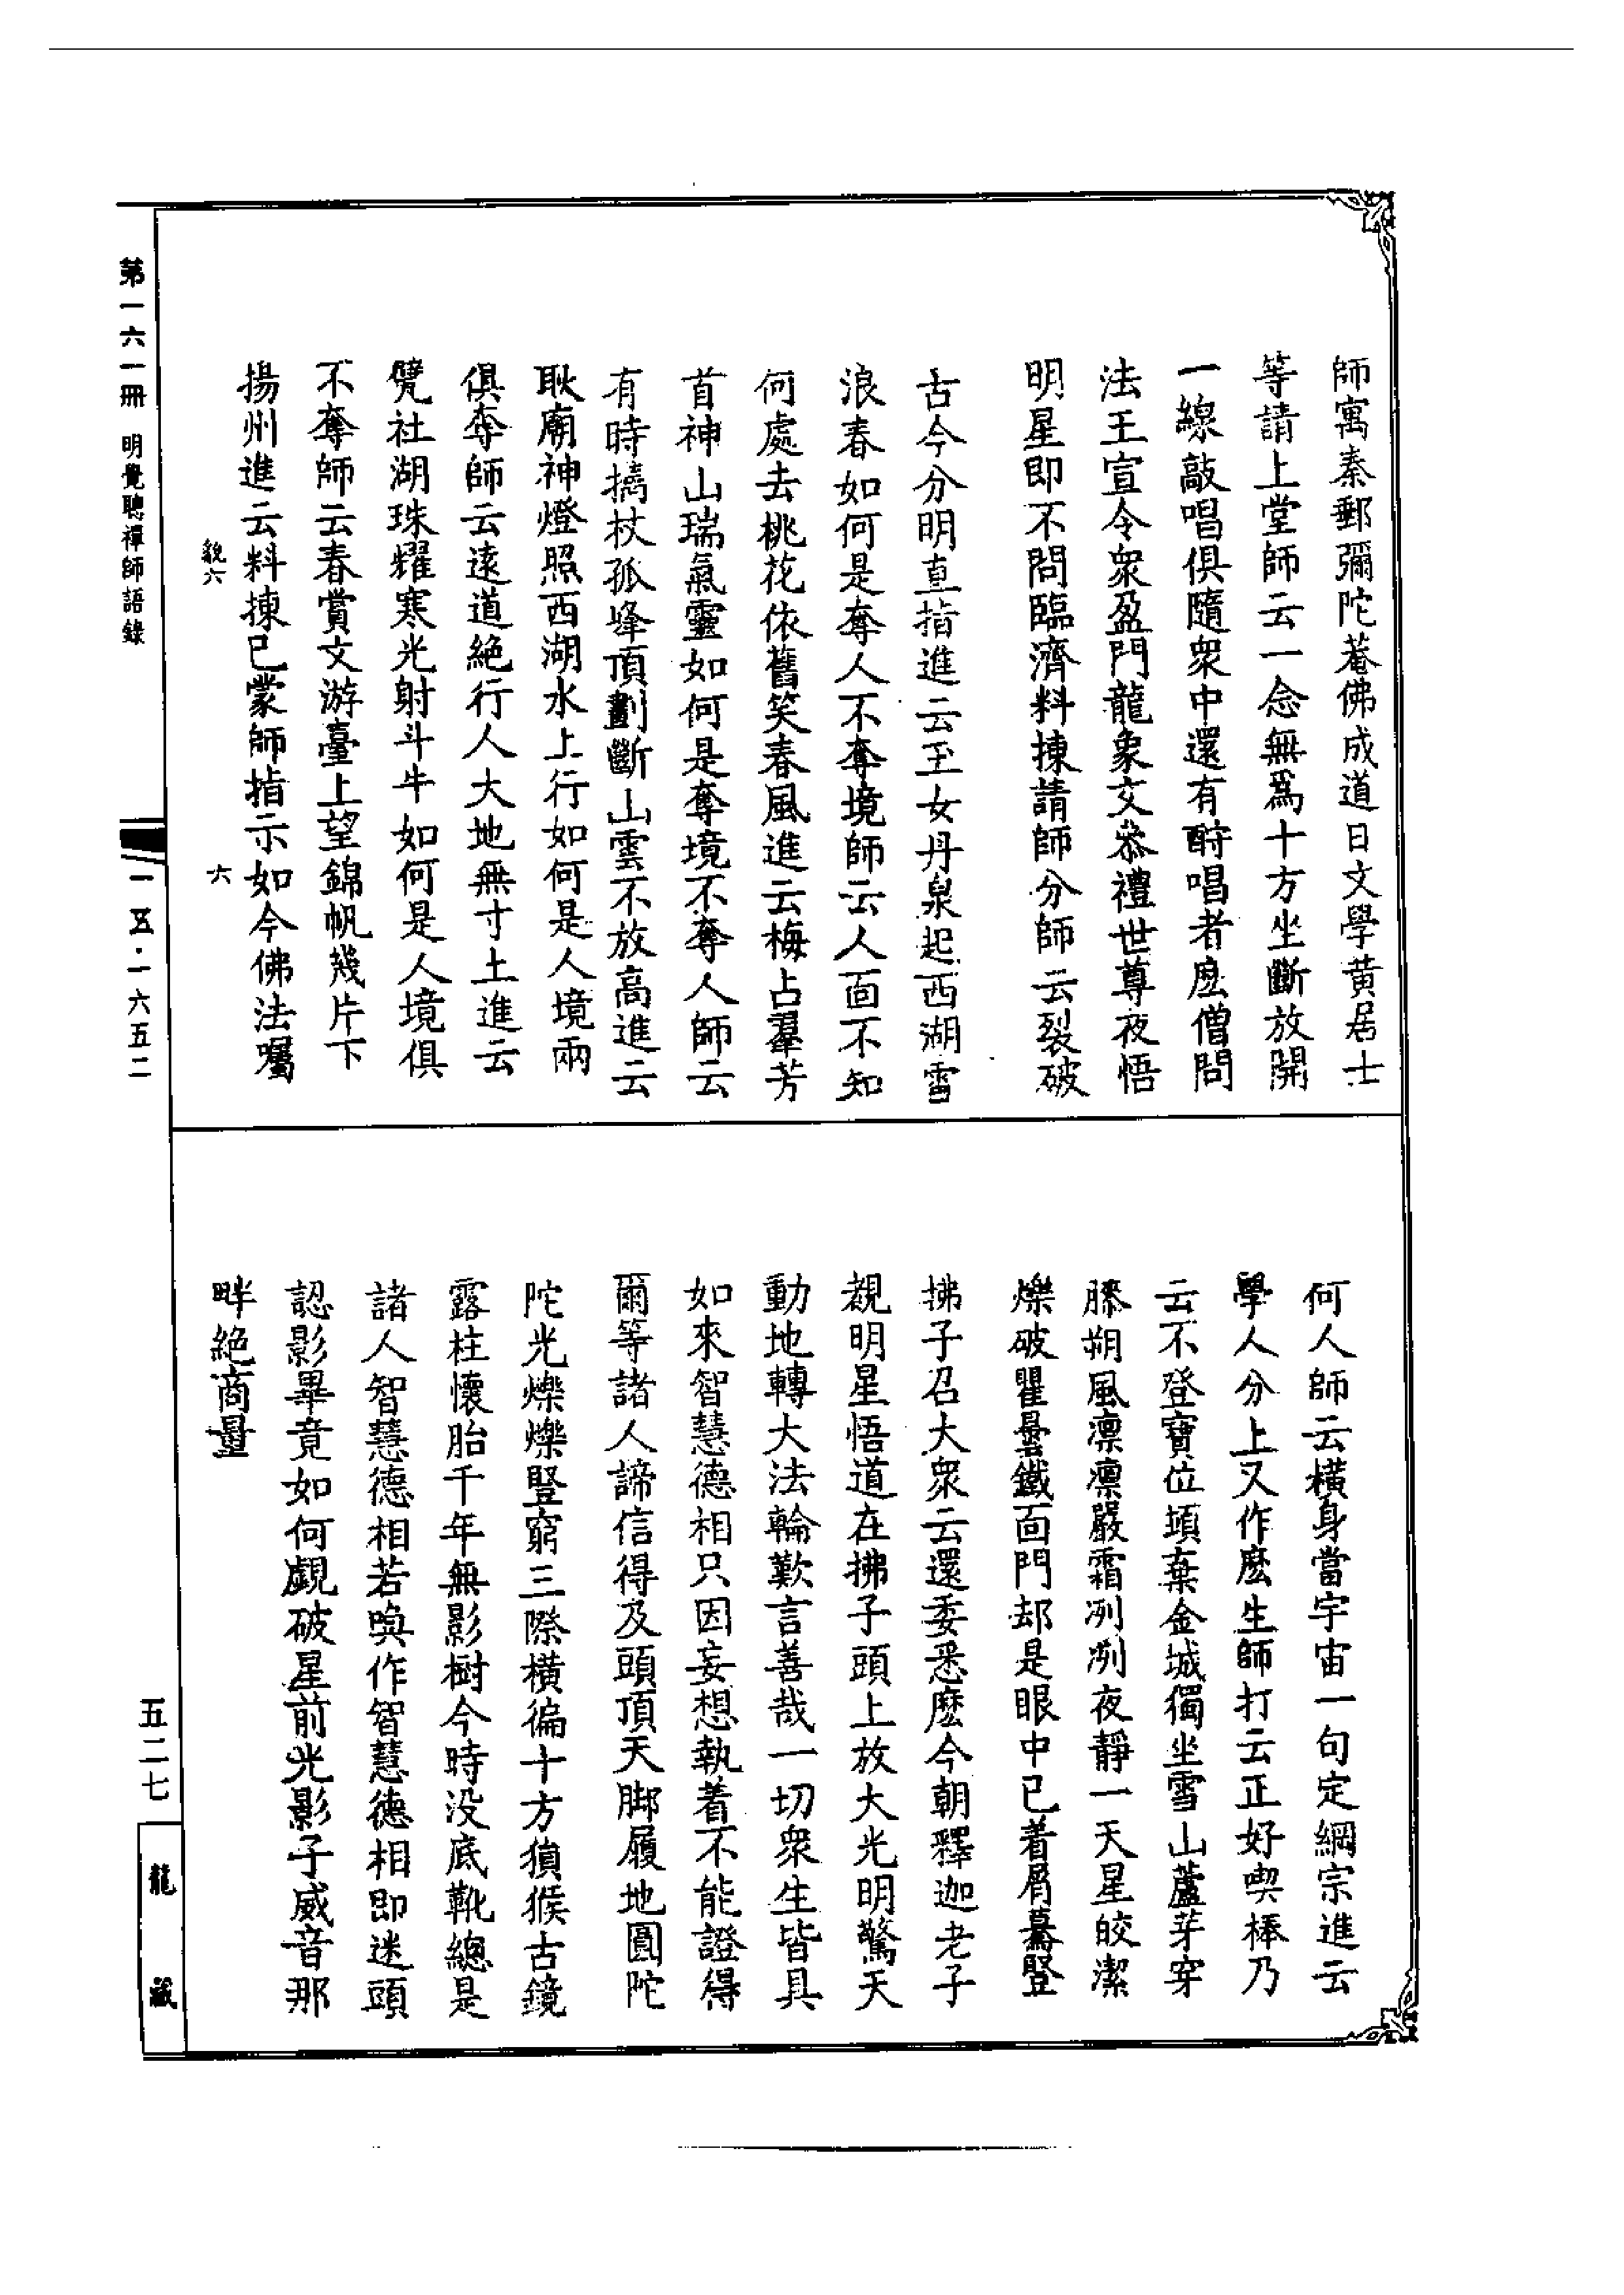 師寓秦郵彌陀菴佛成道日文學黄居士
等請上堂師云一念無爲十方坐斷放開
一線敲唱俱隨衆中還有酧唱者麽僧問
法王宣令衆盈門龍象交叅禮世尊夜悟
明星即不問臨濟料揀請師分師云裂破
古今分明直指進云玉女丹泉起西湖雪
浪春如何是奪人不奪境師云人面不知
何處去桃花依舊笑春風進云梅占羣芳
首神山瑞氣靈如何是奪境不奪人師云
有時擕杖孤峰頂劃斷山雲不放高進云
耿廟神燈照西湖水上行如何是人境兩
俱奪師云遠道絶行人大地無寸土進云
甓社湖珠耀寒光射斗牛如何是人境俱
不奪師云春賞文游臺上望錦帆幾片下
揚州進云料揀已蒙師指示如今佛法囑
貌六
六
何人師云橫身當宇宙一句定綱宗進云
學人分上又作麽生師打云正好喫棒乃
云不登寶位頓棄金城獨坐雪山蘆芽穿
膝朔風凛凛嚴霜冽冽夜靜一天星皎潔
爍破瞿曇鐵面門却是眼中已着屑驀竪
拂子召大衆云還委悉麽今朝釋迦老子
覩明星悟道在拂子頭上放大光明驚天
動地轉大法輪歎言善哉一切衆生皆具
如來智慧德相只因妄想執着不能證得
爾等諸人諦信得及頭頂天脚履地圓陀
陀光爍爍竪窮三際橫徧十方獼猴古鏡
露柱懷胎千年無影樹今時没底靴總是
諸人智慧德相若喚作智慧德相即迷頭
認影畢竟如何覷破星前光影子威音那
畔絶商量
第一六一冊 明覺聰禪師語錄
一五·一六五二
五二七
龍藏